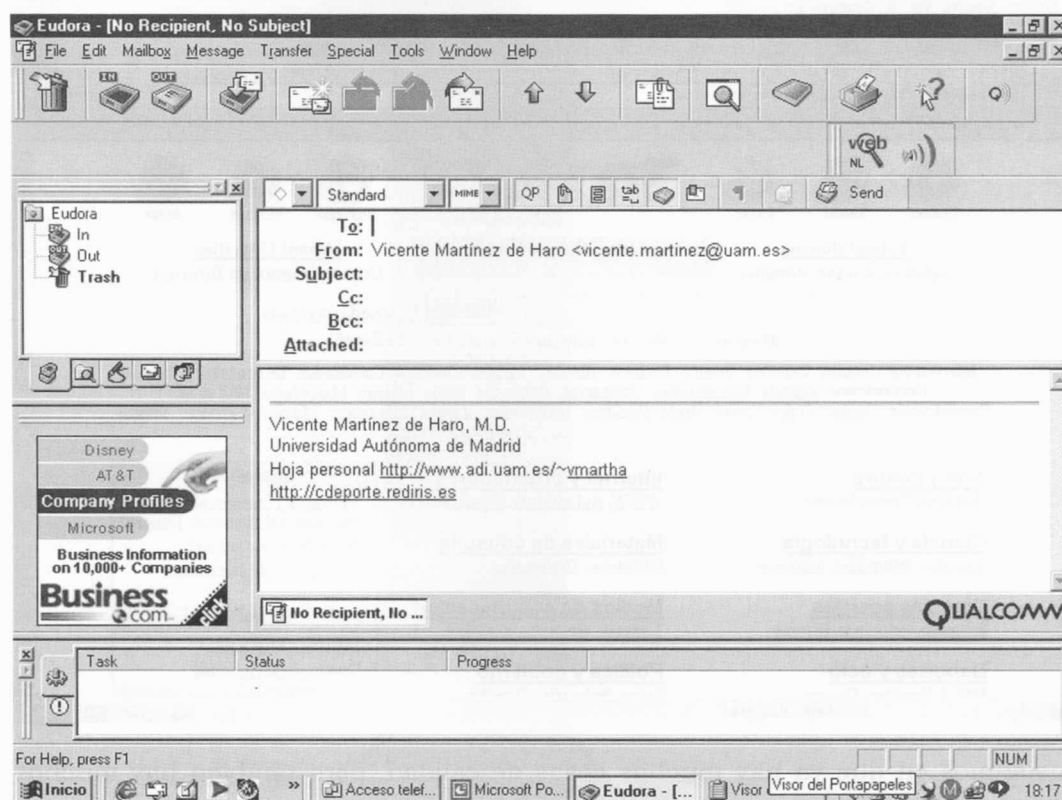 Eudora - [No Recipient, No Subject]
File Edit Mailbox Message Transfer Special Tools Window Help
IN OUT
web
NL
Standard MIME QP tab Send
Eudora
In
Out
Trash
To:
From: Vicente Martínez de Haro <vicente.martinez@uam.es>
Subject:
Cc:
Bcc:
Attached:
Vicente Martínez de Haro, M.D.
Universidad Autónoma de Madrid
Hoja personal http://www.adi.uam.es/~vmartha
http://cdeporte.rediris.es
Disney
AT&T
Company Profiles
Microsoft
Business Information
on 10,000+ Companies
Business
.com
click
No Recipient, No ...
QUALCOMM
Task Status Progress
For Help, press F1
NUM
Inicio » Acceso telef... Microsoft Po... Eudora - [... Visor Visor del Portapapeles 18:17